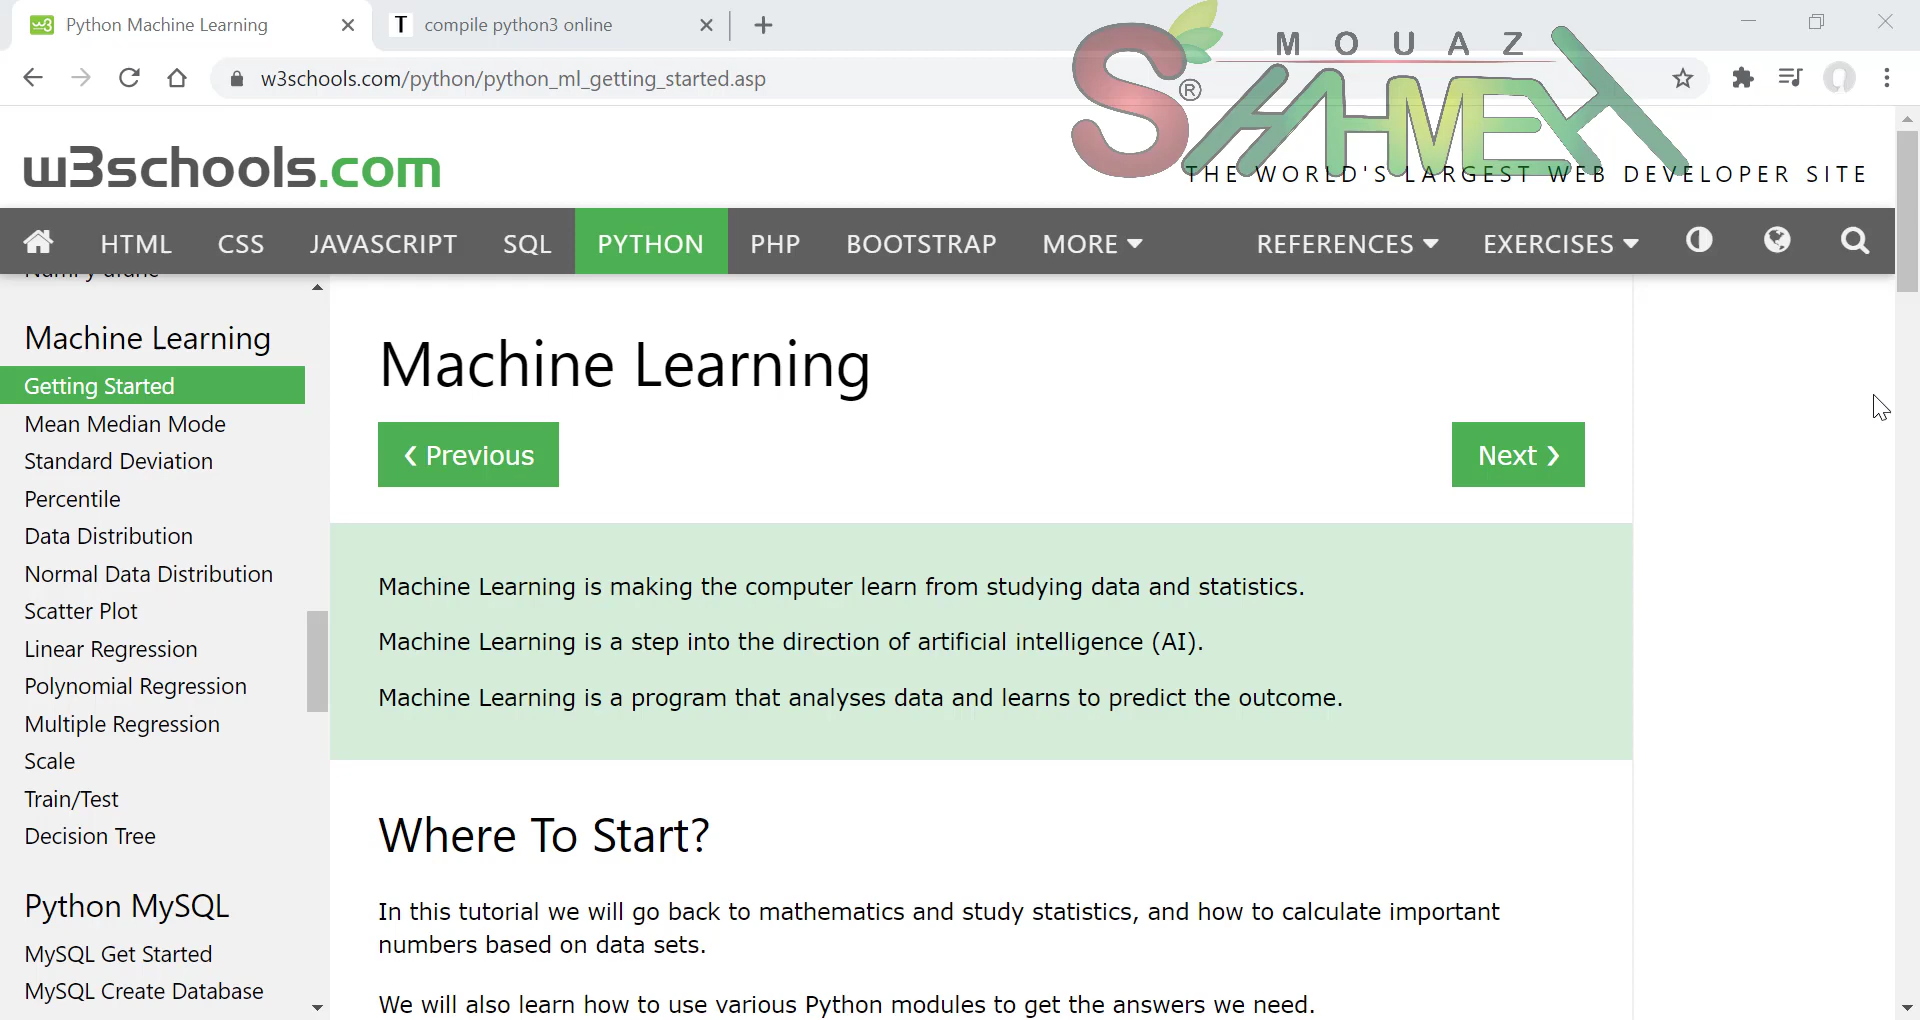 Python Machine Learning
T compile python3 online
w3schools.com/python/python_ml_getting_started.asp
MOUAZ
SHAHMEH
®
w3schools.com
THE WORLD'S LARGEST WEB DEVELOPER SITE
HTML CSS JAVASCRIPT SQL PYTHON PHP BOOTSTRAP MORE REFERENCES EXERCISES
Machine Learning
Getting Started
Mean Median Mode
Standard Deviation
Percentile
Data Distribution
Normal Data Distribution
Scatter Plot
Linear Regression
Polynomial Regression
Multiple Regression
Scale
Train/Test
Decision Tree
Python MySQL
MySQL Get Started
MySQL Create Database
Machine Learning
❮ Previous
Next ❯
Machine Learning is making the computer learn from studying data and statistics.
Machine Learning is a step into the direction of artificial intelligence (AI).
Machine Learning is a program that analyses data and learns to predict the outcome.
Where To Start?
In this tutorial we will go back to mathematics and study statistics, and how to calculate important
numbers based on data sets.
We will also learn how to use various Python modules to get the answers we need.